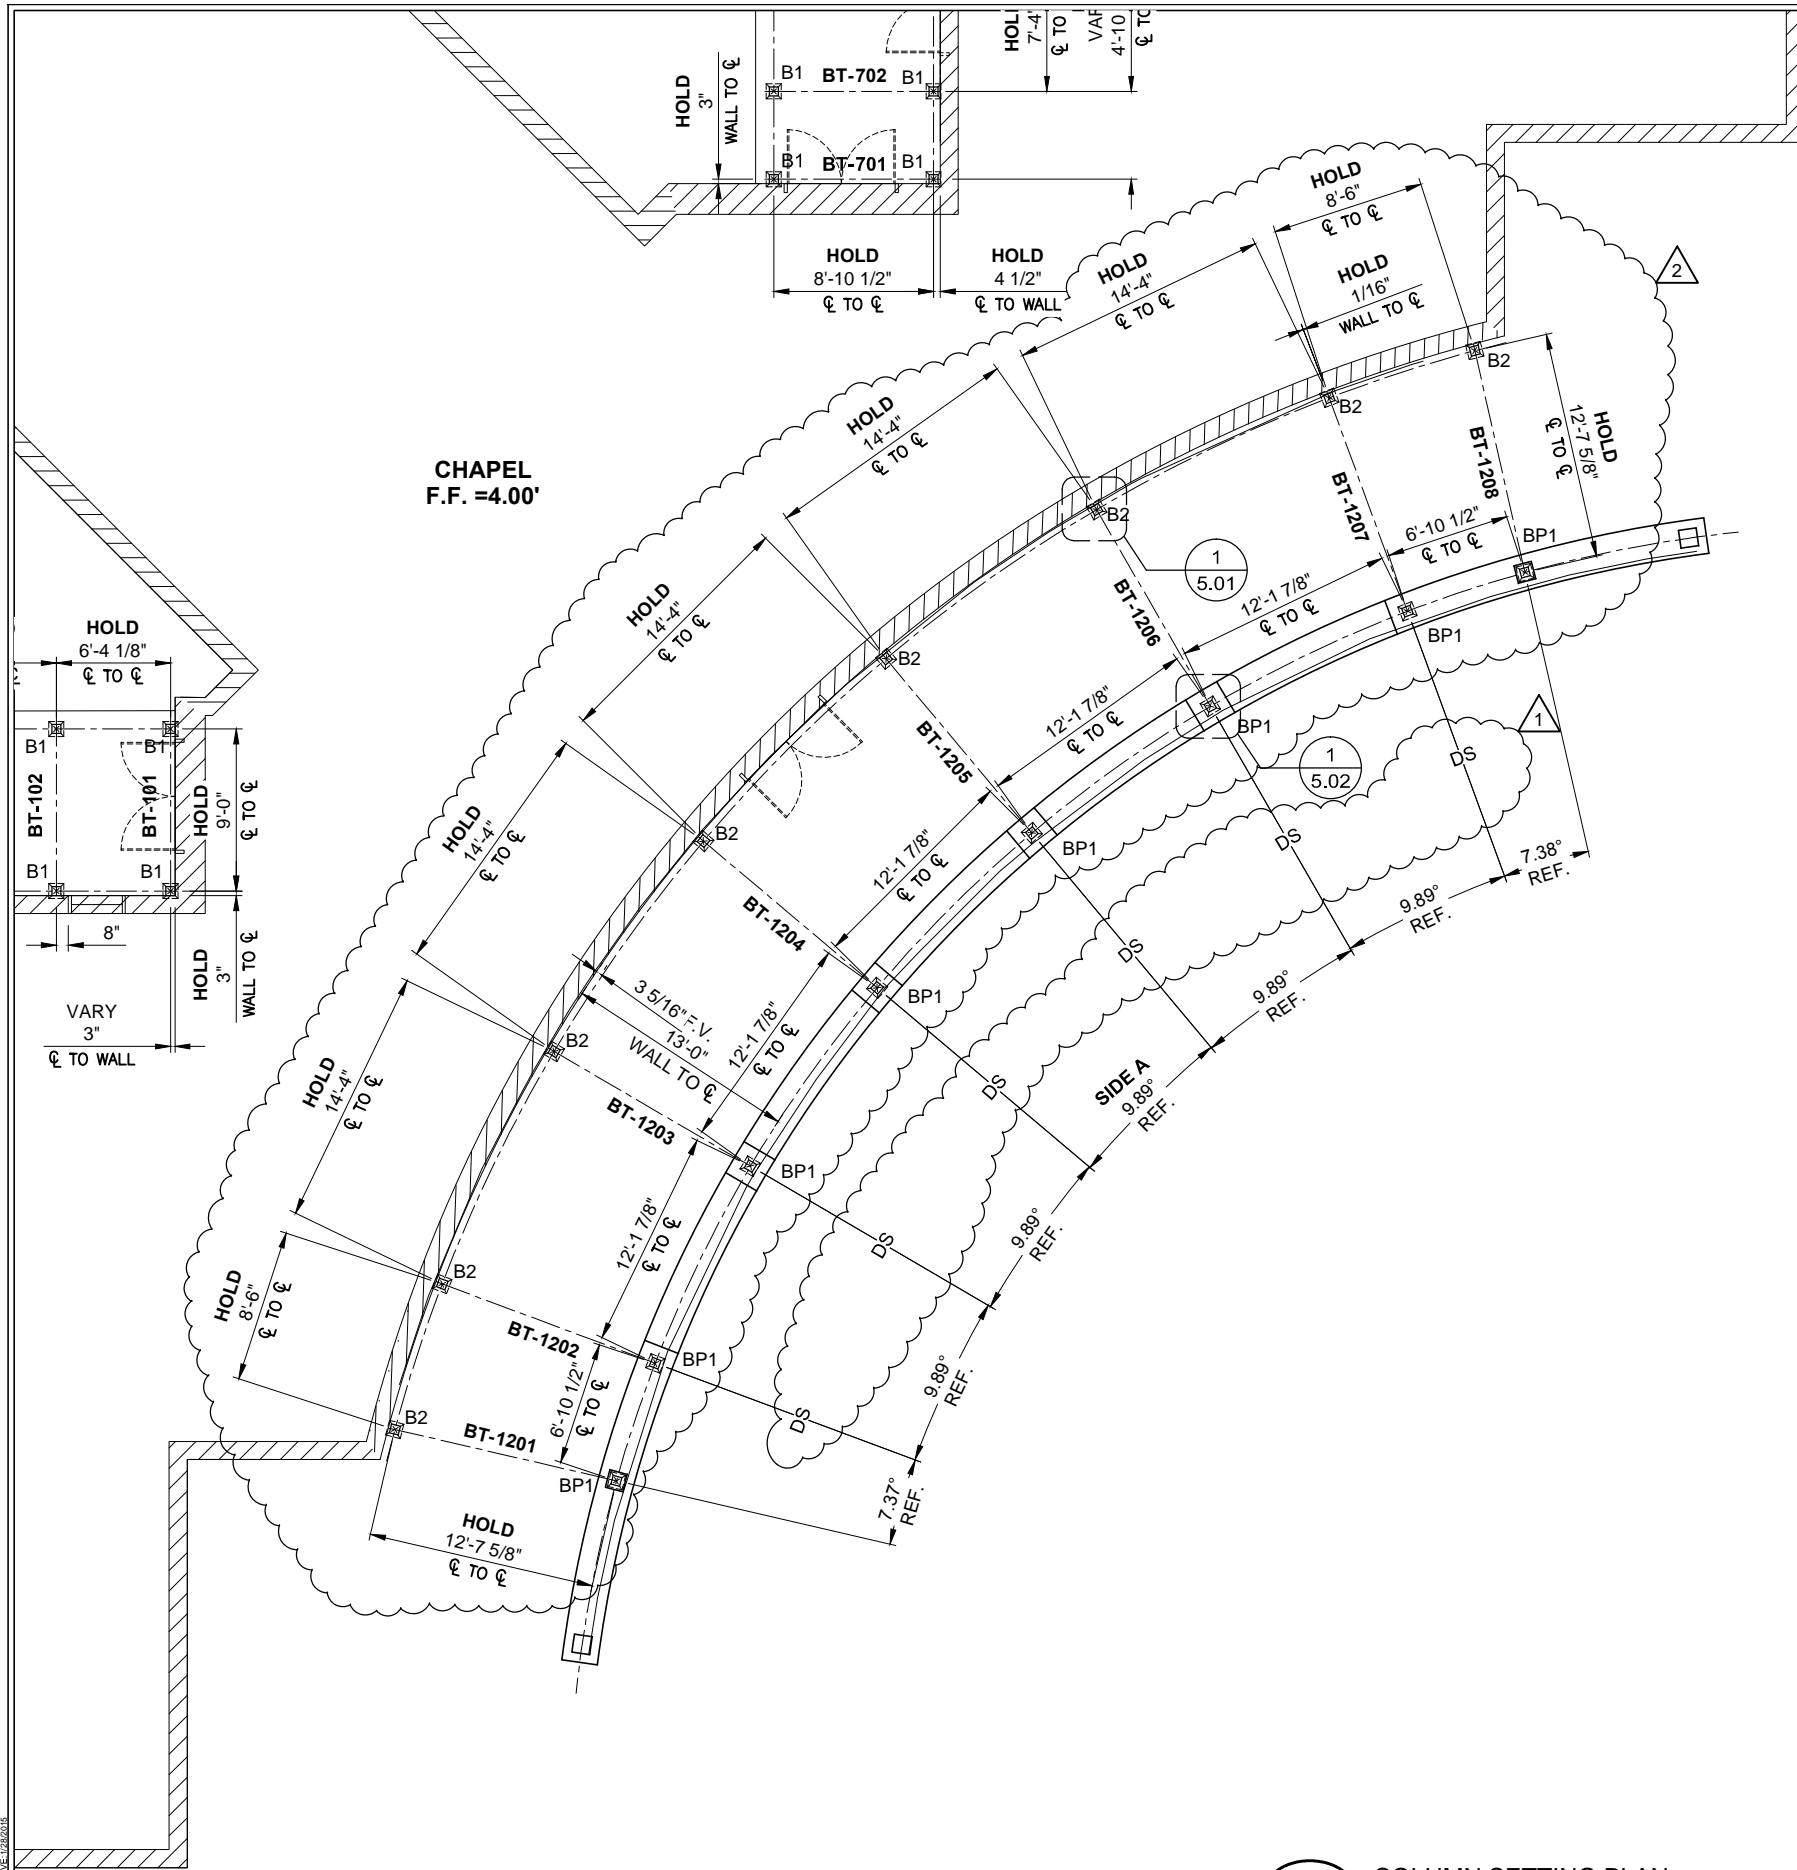 HOLD
7'-4"
℄ TO
4'-10
℄ TO
HOLD
3"
WALL TO ℄
B1
BT-702
B1
B1
BT-701
B1
HOLD
8'-10 1/2"
℄ TO ℄
HOLD
4 1/2"
℄ TO WALL
HOLD
8'-6"
℄ TO ℄
HOLD
1/16"
WALL TO ℄
HOLD
14'-4"
℄ TO ℄
2
B2
B2
HOLD
12'-7 5/8"
℄ TO ℄
HOLD
14'-4"
℄ TO ℄
CHAPEL
F.F. =4.00'
B2
BT-1207
BT-1208
6'-10 1/2"
℄ TO ℄
BP1
BP1
1
5.01
BT-1206
12'-1 7/8"
℄ TO ℄
HOLD
14'-4"
℄ TO ℄
B2
BP1
12'-1 7/8"
℄ TO ℄
BT-1205
1
5.02
1
DS
HOLD
6'-4 1/8"
℄ TO ℄
B1
B1
BT-102
BT-101
HOLD
9'-0"
℄ TO ℄
B1
B1
8"
HOLD
3"
WALL TO ℄
VARY
3"
℄ TO WALL
HOLD
14'-4"
℄ TO ℄
B2
BP1
12'-1 7/8"
℄ TO ℄
BT-1204
DS
7.38°
REF.
9.89°
REF.
DS
9.89°
REF.
BP1
HOLD
14'-4"
℄ TO ℄
B2
3 5/16" F.V.
13'-0"
WALL TO ℄
12'-1 7/8"
℄ TO ℄
BT-1203
BP1
DS
SIDE A
9.89°
REF.
HOLD
8'-6"
℄ TO ℄
B2
12'-1 7/8"
℄ TO ℄
BT-1202
BP1
DS
9.89°
REF.
B2
BT-1201
6'-10 1/2"
℄ TO ℄
BP1
DS
9.89°
REF.
7.37°
REF.
HOLD
12'-7 5/8"
℄ TO ℄